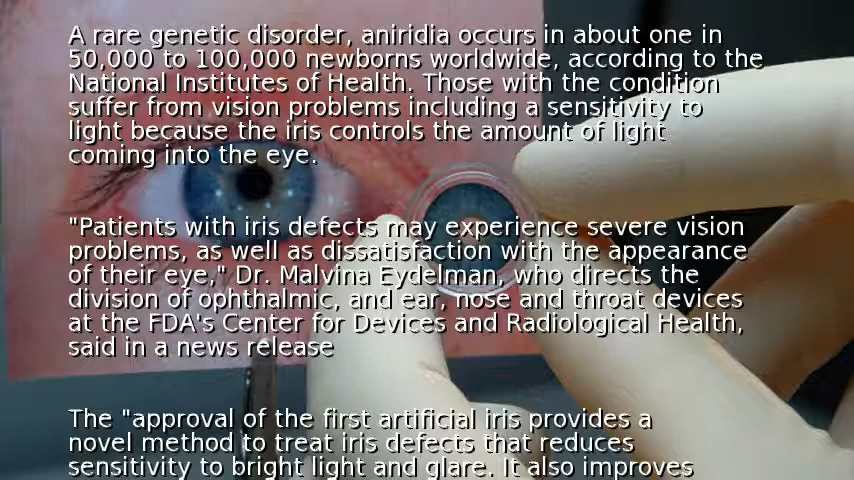 A rare genetic disorder, aniridia occurs in about one in
50,000 to 100,000 newborns worldwide, according to the
National Institutes of Health. Those with the condition
suffer from vision problems including a sensitivity to
light because the iris controls the amount of light
coming into the eye.
"Patients with iris defects may experience severe vision
problems, as well as dissatisfaction with the appearance
of their eye," Dr. Malvina Eydelman, who directs the
division of ophthalmic, and ear, nose and throat devices
at the FDA's Center for Devices and Radiological Health,
said in a news release
The "approval of the first artificial iris provides a
novel method to treat iris defects that reduces
sensitivity to bright light and glare. It also improves